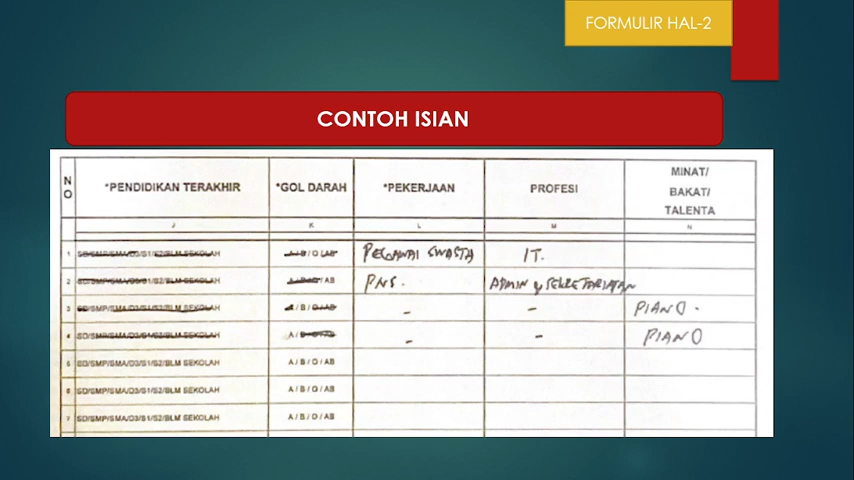 FORMULIR HAL-2
CONTOH ISIAN
NO *PENDIDIKAN TERAKHIR *GOL DARAH *PEKERJAAN PROFESI MINAT/ BAKAT/ TALENTA
J K L M N
1 SD/SMP/SMA/D3/S1/S2/BLM SEKOLAH A/B/O/AB PEGAWAI SWASTA IT.
2 SD/SMP/SMA/D3/S1/S2/BLM SEKOLAH A/B/O/AB PNS. ADMIN & SEKRETARIATAN
3 SD/SMP/SMA/D3/S1/S2/BLM SEKOLAH A/B/O/AB - - PIANO.
4 SD/SMP/SMA/D3/S1/S2/BLM SEKOLAH A/B/O/AB - - PIANO
5 SD/SMP/SMA/D3/S1/S2/BLM SEKOLAH A/B/O/AB
6 SD/SMP/SMA/D3/S1/S2/BLM SEKOLAH A/B/O/AB
7 SD/SMP/SMA/D3/S1/S2/BLM SEKOLAH A/B/O/AB